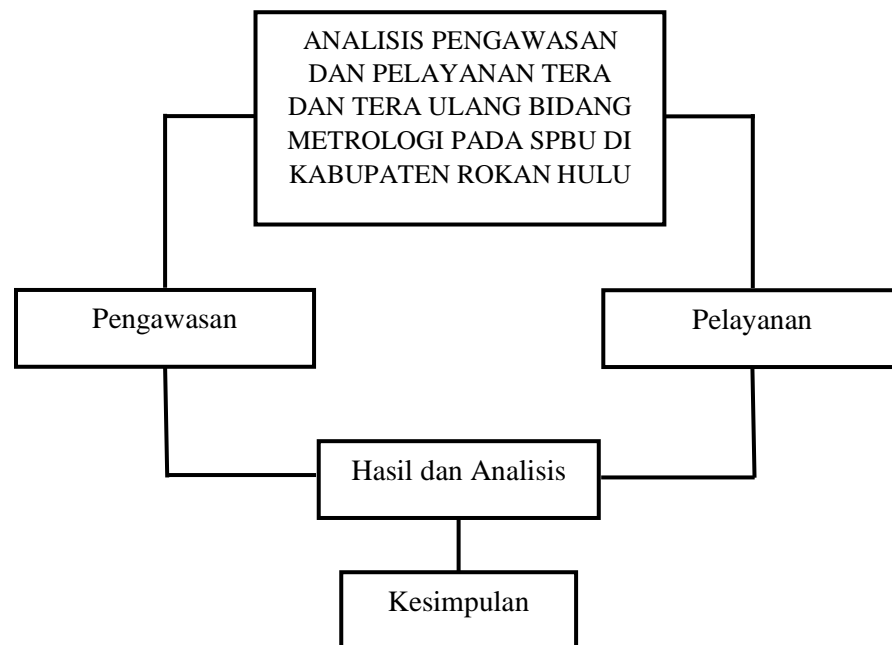 ANALISIS PENGAWASAN
DAN PELAYANAN TERA
DAN TERA ULANG BIDANG
METROLOGI PADA SPBU DI
KABUPATEN ROKAN HULU
Pengawasan
Pelayanan
Hasil dan Analisis
Kesimpulan